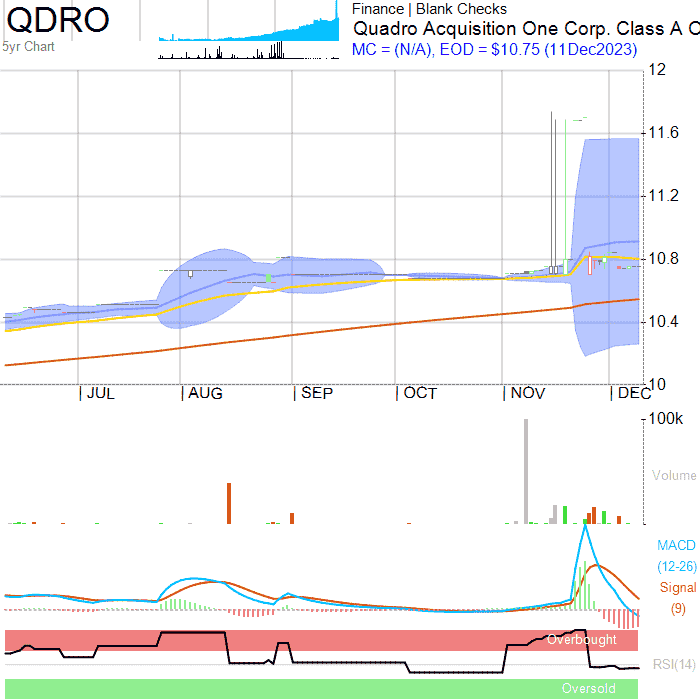 QDRO
5yr Chart
Finance | Blank Checks
Quadro Acquisition One Corp. Class A O
MC = (N/A), EOD = $10.75 (11Dec2023)
12
11.6
11.2
10.8
10.4
10
JUL AUG SEP OCT NOV DEC
100k
Volume
MACD
(12-26)
Signal
(9)
Overbought
RSI(14)
Oversold